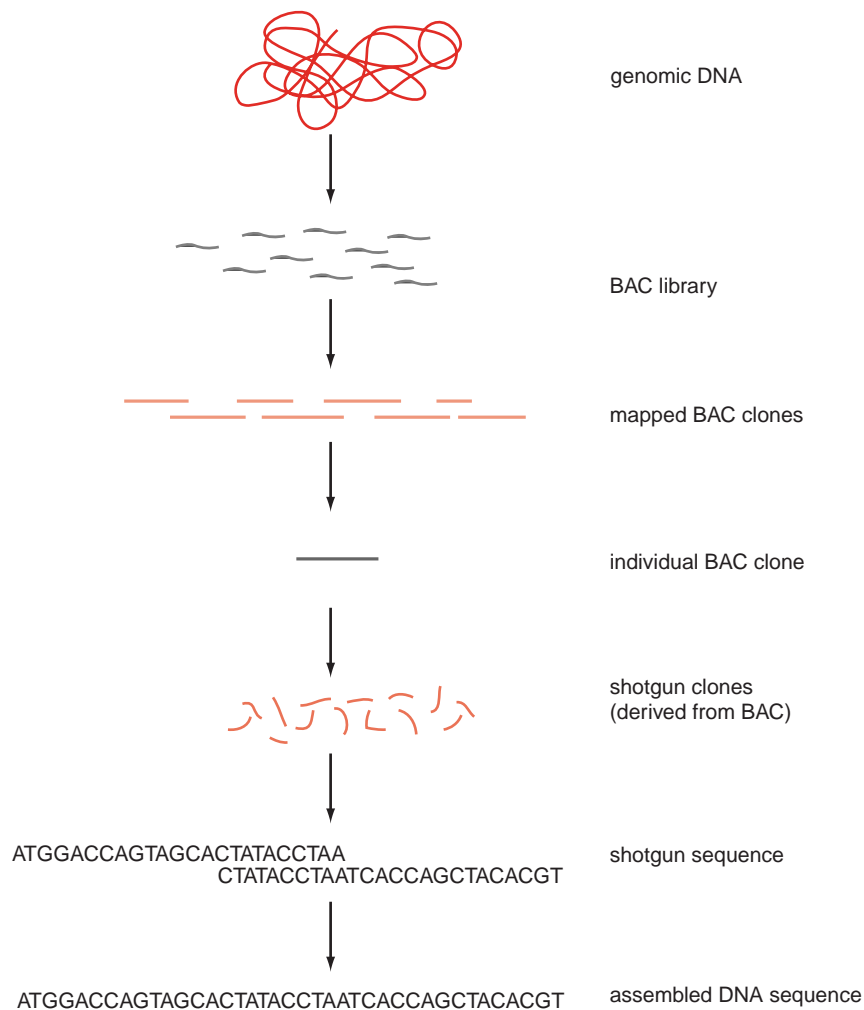 genomic DNA
BAC library
mapped BAC clones
individual BAC clone
shotgun clones
(derived from BAC)
ATGGACCAGTAGCACTATACCTAA
shotgun sequence
CTATACCTAATCACCAGCTACACGT
ATGGACCAGTAGCACTATACCTAATCACCAGCTACACGT
assembled DNA sequence